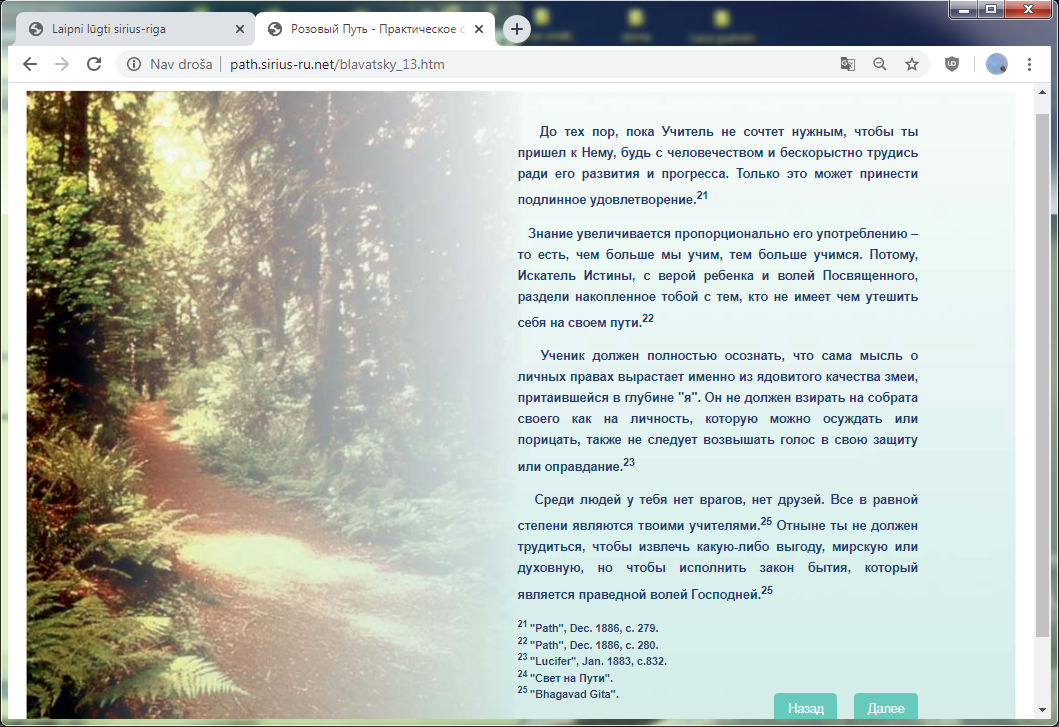 Laipni lūgti sirius-riga
Розовый Путь - Практическое с
Nav droša
path.sirius-ru.net/blavatsky_13.htm
До тех пор, пока Учитель не сочтет нужным, чтобы ты
пришел к Нему, будь с человечеством и бескорыстно трудись
ради его развития и прогресса. Только это может принести
подлинное удовлетворение.21
Знание увеличивается пропорционально его употреблению –
то есть, чем больше мы учим, тем больше учимся. Потому,
Искатель Истины, с верой ребенка и волей Посвященного,
раздели накопленное тобой с тем, кто не имеет чем утешить
себя на своем пути.22
Ученик должен полностью осознать, что сама мысль о
личных правах вырастает именно из ядовитого качества змеи,
притаившейся в глубине "я". Он не должен взирать на собрата
своего как на личность, которую можно осуждать или
порицать, также не следует возвышать голос в свою защиту
или оправдание.23
Среди людей у тебя нет врагов, нет друзей. Все в равной
степени являются твоими учителями.25 Отныне ты не должен
трудиться, чтобы извлечь какую-либо выгоду, мирскую или
духовную, но чтобы исполнить закон бытия, который
является праведной волей Господней.25
21 "Path", Dec. 1886, с. 279.
22 "Path", Dec. 1886, с. 280.
23 "Lucifer", Jan. 1883, с.832.
24 "Свет на Пути".
25 "Bhagavad Gita".
Назад
Далее